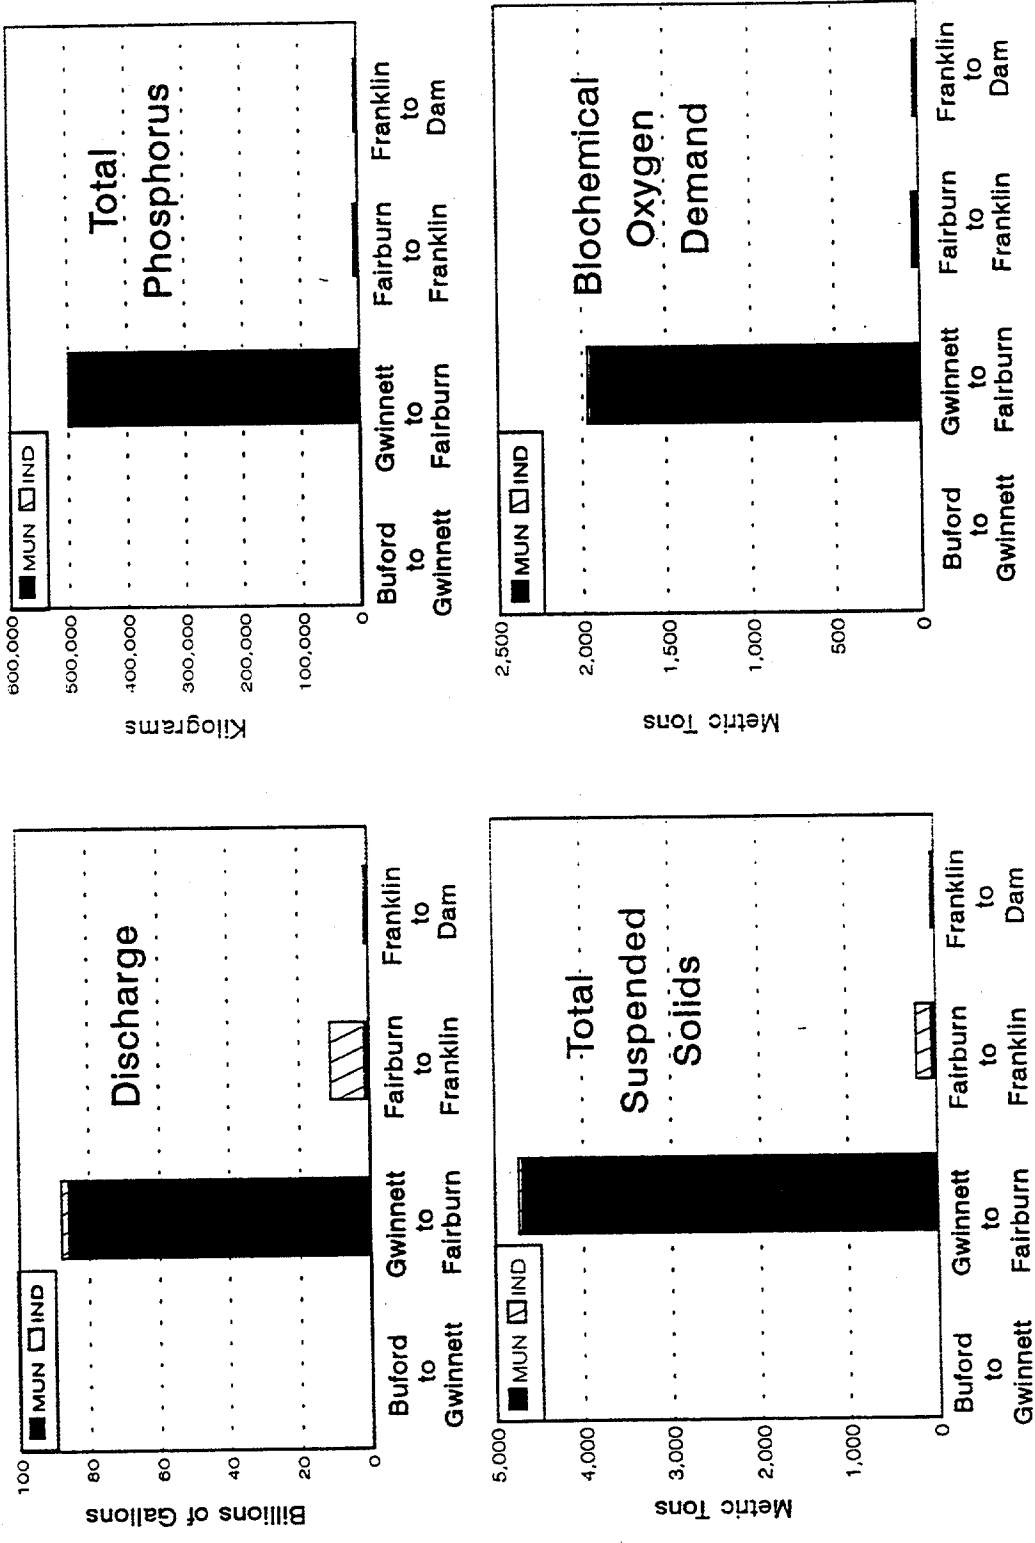 Discharge
MUN IND
Billions of Gallons
100
80
60
40
20
0
Buford
to
Gwinnett
Gwinnett
to
Fairburn
Fairburn
to
Franklin
Franklin
to
Dam
Total
Phosphorus
MUN IND
Kilograms
600,000
500,000
400,000
300,000
200,000
100,000
0
Buford
to
Gwinnett
Gwinnett
to
Fairburn
Fairburn
to
Franklin
Franklin
to
Dam
Total
Suspended
Solids
MUN IND
Metric Tons
5,000
4,000
3,000
2,000
1,000
0
Buford
to
Gwinnett
Gwinnett
to
Fairburn
Fairburn
to
Franklin
Franklin
to
Dam
Biochemical
Oxygen
Demand
MUN IND
Metric Tons
2,500
2,000
1,500
1,000
500
0
Buford
to
Gwinnett
Gwinnett
to
Fairburn
Fairburn
to
Franklin
Franklin
to
Dam